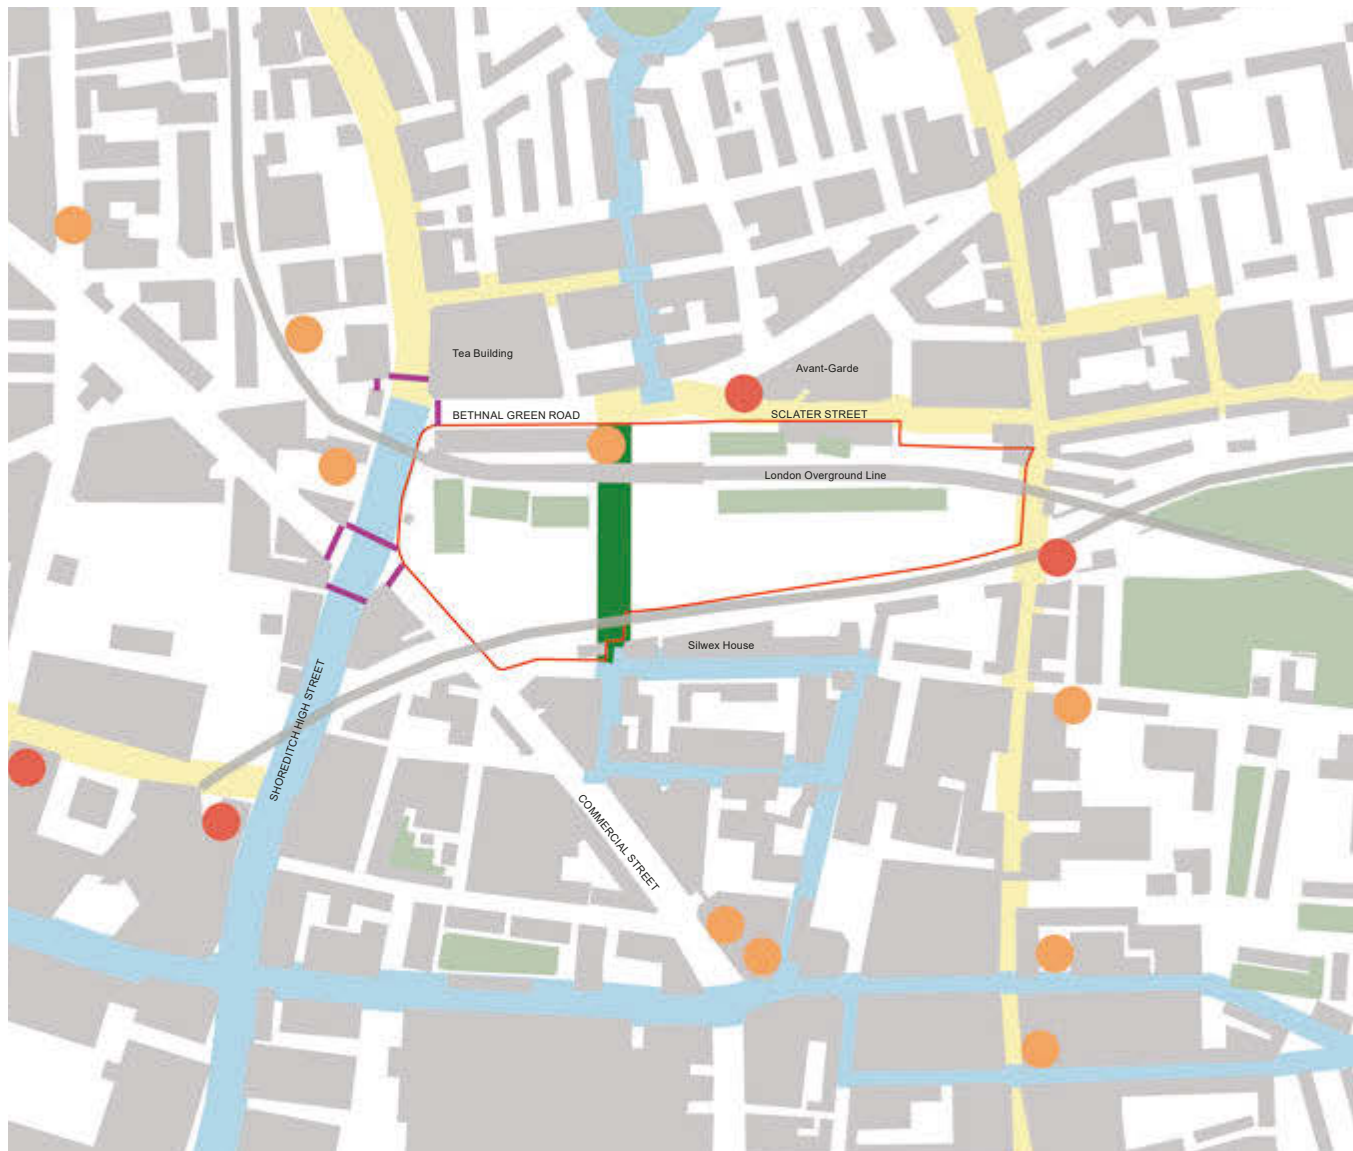 Tea Building
Avant-Garde
BETHNAL GREEN ROAD
SCLATER STREET
London Overground Line
Silwex House
SHOREDITCH HIGH STREET
COMMERCIAL STREET